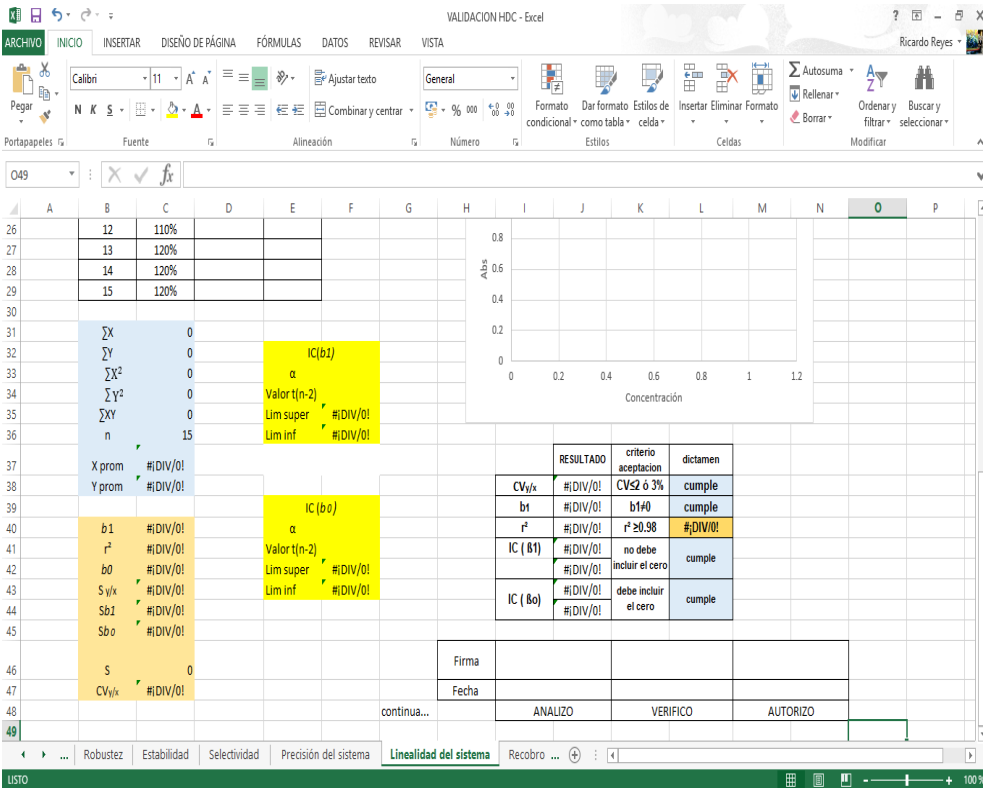 VALIDACION HDC - Excel
ARCHIVO INICIO INSERTAR DISEÑO DE PÁGINA FÓRMULAS DATOS REVISAR VISTA Ricardo Reyes
Pegar
Calibri 11 A A
N K S A
Ajustar texto
Combinar y centrar
General
% 000
Formato condicional
Dar formato como tabla
Estilos de celda
Insertar Eliminar Formato
Autosuma
Rellenar
Borrar
Ordenar y filtrar
Buscar y seleccionar
Portapapeles Fuente Alineación Número Estilos Celdas Modificar
O49 fx
A B C D E F G H I J K L M N O P
26 12 110%
27 13 120%
28 14 120%
29 15 120%
30
0.8
0.6
0.4
0.2
0
Abs
0 0.2 0.4 0.6 0.8 1 1.2
Concentración
31 ∑X 0
32 ∑Y 0 IC(b1)
33 ∑X² 0 α
34 ∑Y² 0 Valor t(n-2)
35 ∑XY 0 Lim super #¡DIV/0!
36 n 15 Lim inf #¡DIV/0!
37 X prom #¡DIV/0! RESULTADO criterio aceptacion dictamen
38 Y prom #¡DIV/0! CVy/x #¡DIV/0! CV≤2 ó 3% cumple
39 IC (bo) b1 #¡DIV/0! b1≠0 cumple
40 b1 #¡DIV/0! α r² #¡DIV/0! r² ≥0.98 #¡DIV/0!
41 r² #¡DIV/0! Valor t(n-2) IC ( ß1) #¡DIV/0! no debe incluir el cero cumple
42 b0 #¡DIV/0! Lim super #¡DIV/0! #¡DIV/0!
43 S y/x #¡DIV/0! Lim inf #¡DIV/0! IC ( ßo) #¡DIV/0! debe incluir el cero cumple
44 Sb1 #¡DIV/0! #¡DIV/0!
45 Sbo #¡DIV/0!
46 S 0 Firma
47 CVy/x #¡DIV/0! Fecha
48 continua... ANALIZO VERIFICO AUTORIZO
49
... Robustez Estabilidad Selectividad Precisión del sistema Linealidad del sistema Recobro ...
LISTO 100 %